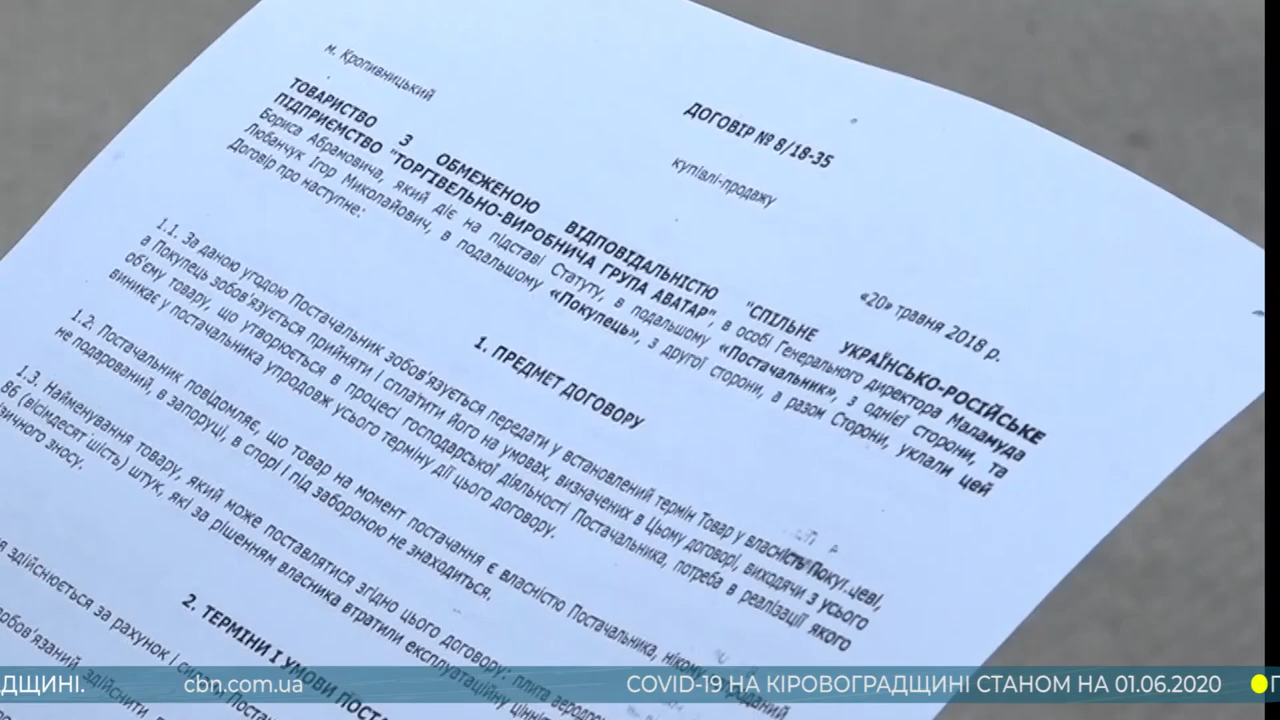 м. Кропивницький
ДОГОВІР № 8/18-35
купівлі-продажу
«20» травня 2018 р.
ТОВАРИСТВО З ОБМЕЖЕНОЮ ВІДПОВІДАЛЬНІСТЮ "СПІЛЬНЕ УКРАЇНСЬКО-РОСІЙСЬКЕ
ПІДПРИЄМСТВО "ТОРГІВЕЛЬНО-ВИРОБНИЧА ГРУПА АВАТАР", в особі Генерального директора Маламуда
Бориса Абрамовича, який діє на підставі Статуту, в подальшому «Постачальник», з однієї сторони, та
Любанчук Ігор Миколайович, в подальшому «Покупець», з другої сторони, а разом Сторони, уклали цей
Договір про наступне:
1. ПРЕДМЕТ ДОГОВОРУ
1.1. За даною угодою Постачальник зобов'язується передати у встановлений термін Товар у власність
а Покупець зобов'язується прийняти і сплатити його на умовах, визначених в Цьому договорі, виходячи з усього
об'єму товару, що утворюється в процесі господарської діяльності Постачальника, потреба в реалізації якого
виникає у постачальника упродовж усього терміну дії цього договору.
1.2. Постачальник повідомляє, що товар на момент постачання є власністю Постачальника, нікому
не подарований, в запоруці, в спорі і під забороною не знаходиться.
1.3. Найменування товару, який може поставлятися згідно цього договору: плита
86 (вісімдесят шість) штук, які за рішенням власника втратили експлуатаційну
зносу.
2. ТЕРМІНИ І УМОВИ
здійснюється за рахунок і
здійснити
ДЩИНІ. cbn.com.ua COVID-19 НА КІРОВОГРАДЩИНІ СТАНОМ НА 01.06.2020